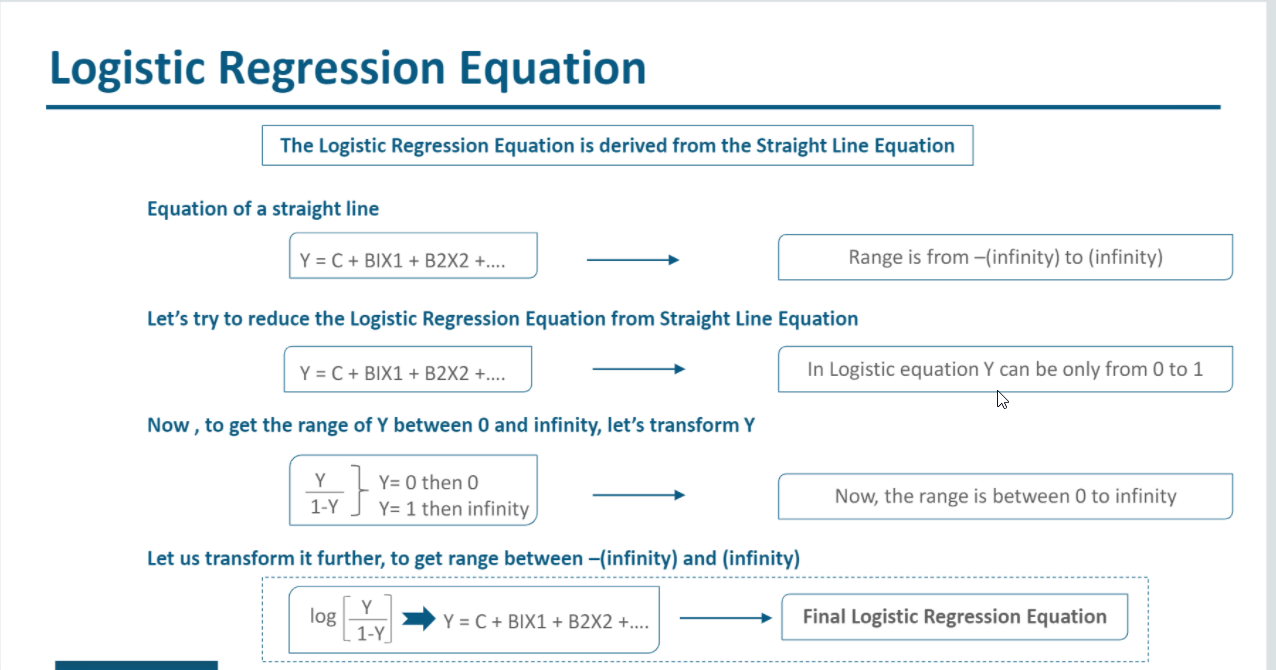 Logistic Regression Equation
The Logistic Regression Equation is derived from the Straight Line Equation
Equation of a straight line
Y = C + BIX1 + B2X2 +....
Range is from –(infinity) to (infinity)
Let's try to reduce the Logistic Regression Equation from Straight Line Equation
Y = C + BIX1 + B2X2 +....
In Logistic equation Y can be only from 0 to 1
Now , to get the range of Y between 0 and infinity, let's transform Y
Y
1-Y
Y= 0 then 0
Y= 1 then infinity
Now, the range is between 0 to infinity
Let us transform it further, to get range between –(infinity) and (infinity)
log [ Y
1-Y ]
Y = C + BIX1 + B2X2 +....
Final Logistic Regression Equation